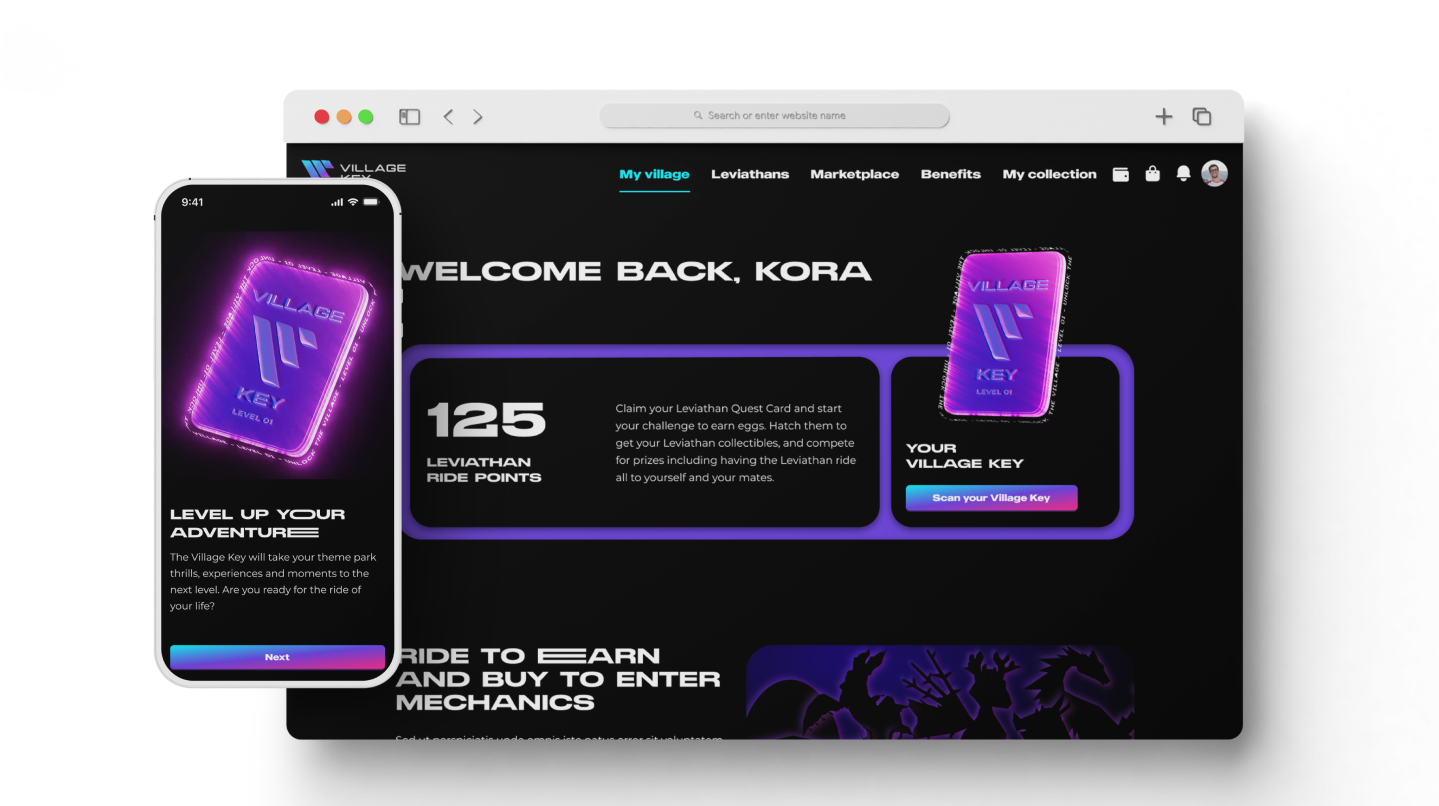 Search or enter website name
VILLAGE
KEY
My village Leviathans Marketplace Benefits My collection
WELCOME BACK, KORA
125
LEVIATHAN
RIDE POINTS
Claim your Leviathan Quest Card and start
your challenge to earn eggs. Hatch them to
get your Leviathan collectibles, and compete
for prizes including having the Leviathan ride
all to yourself and your mates.
VILLAGE
KEY
LEVEL 01
YOUR
VILLAGE KEY
Scan your Village Key
RIDE TO EARN
AND BUY TO ENTER
MECHANICS
Sed ut perspiciatis unde omnis iste natus error sit voluptatem
9:41
VILLAGE
KEY
LEVEL 01
LEVEL UP YOUR
ADVENTURE
The Village Key will take your theme park
thrills, experiences and moments to the
next level. Are you ready for the ride of
your life?
Next